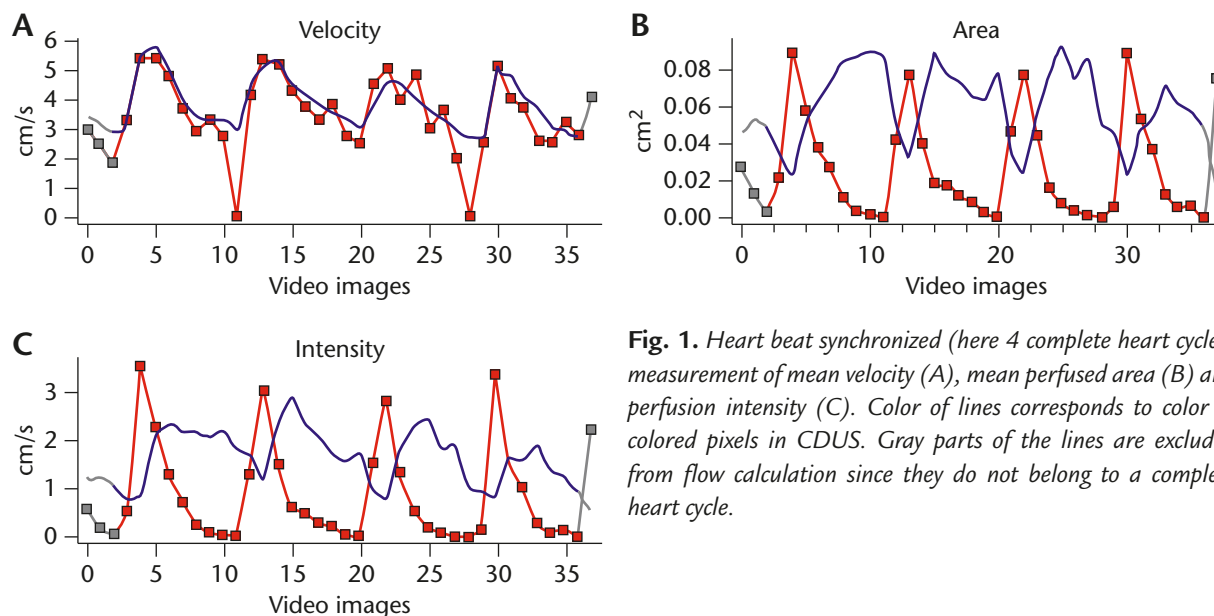 A
Velocity
6
5
4
3
2
1
0
cm/s
0 5 10 15 20 25 30 35
Video images
B
Area
0.08
0.06
0.04
0.02
0.00
cm²
0 10 20 30
Video images
C
Intensity
3
2
1
0
cm/s
0 5 10 15 20 25 30 35
Video images
Fig. 1. Heart beat synchronized (here 4 complete heart cycle
measurement of mean velocity (A), mean perfused area (B) a
perfusion intensity (C). Color of lines corresponds to color
colored pixels in CDUS. Gray parts of the lines are exclud
from flow calculation since they do not belong to a comple
heart cycle.